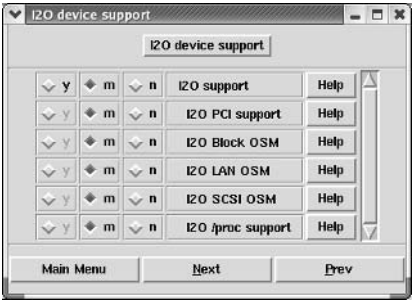 I2O device support
I2O device support
y m n I2O support Help
y m n I2O PCI support Help
y m n I2O Block OSM Help
y m n I2O LAN OSM Help
y m n I2O SCSI OSM Help
y m n I2O /proc support Help
Main Menu Next Prev